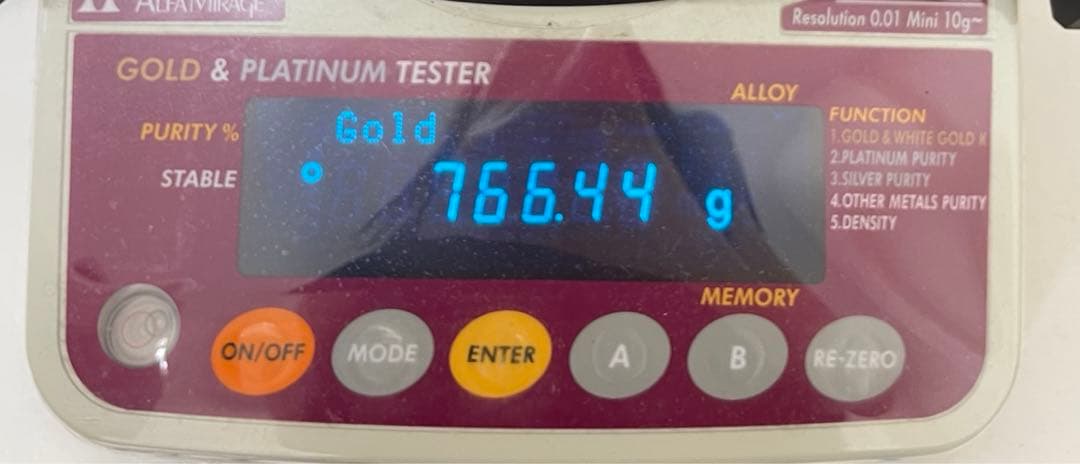 ALFAMIRAGE
Resolution 0.01 Mini 10g~
GOLD & PLATINUM TESTER
ALLOY
PURITY %
Gold
STABLE
766.44 g
FUNCTION
1.GOLD & WHITE GOLD K
2.PLATINUM PURITY
3.SILVER PURITY
4.OTHER METALS PURITY
5.DENSITY
MEMORY
ON/OFF
MODE
ENTER
A
B
RE-ZERO